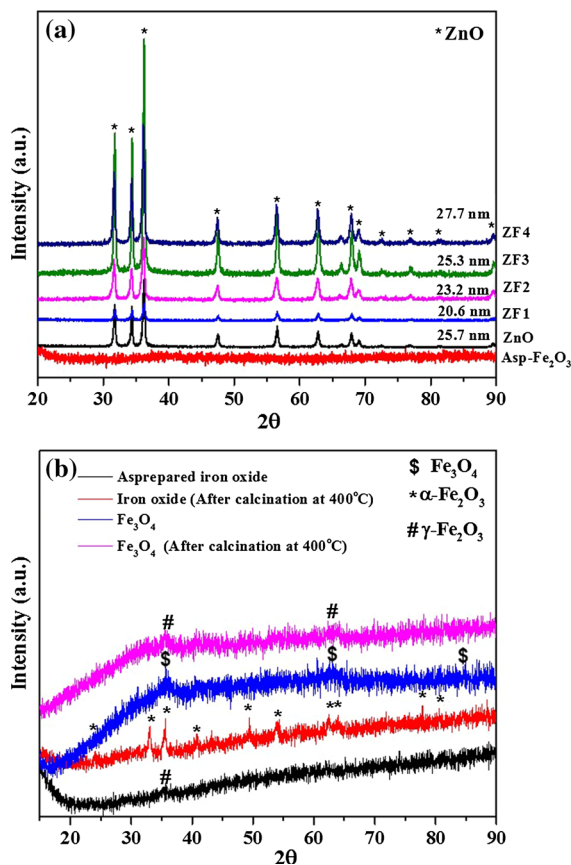 (a)
*ZnO
Intensity (a.u.)
* * * * * * * * * * * *
27.7 nm
ZF4
25.3 nm
ZF3
23.2 nm
ZF2
20.6 nm
ZF1
25.7 nm
ZnO
Asp-Fe₂O₃
20 30 40 50 60 70 80 90
2θ
(b)
Asprepared iron oxide
Iron oxide (After calcination at 400°C)
Fe₃O₄
Fe₃O₄ (After calcination at 400°C)
$ Fe₃O₄
*α-Fe₂O₃
#γ-Fe₂O₃
Intensity (a.u.)
# #
$ $ $
* * * * * * * * * *
#
20 30 40 50 60 70 80 90
2θ